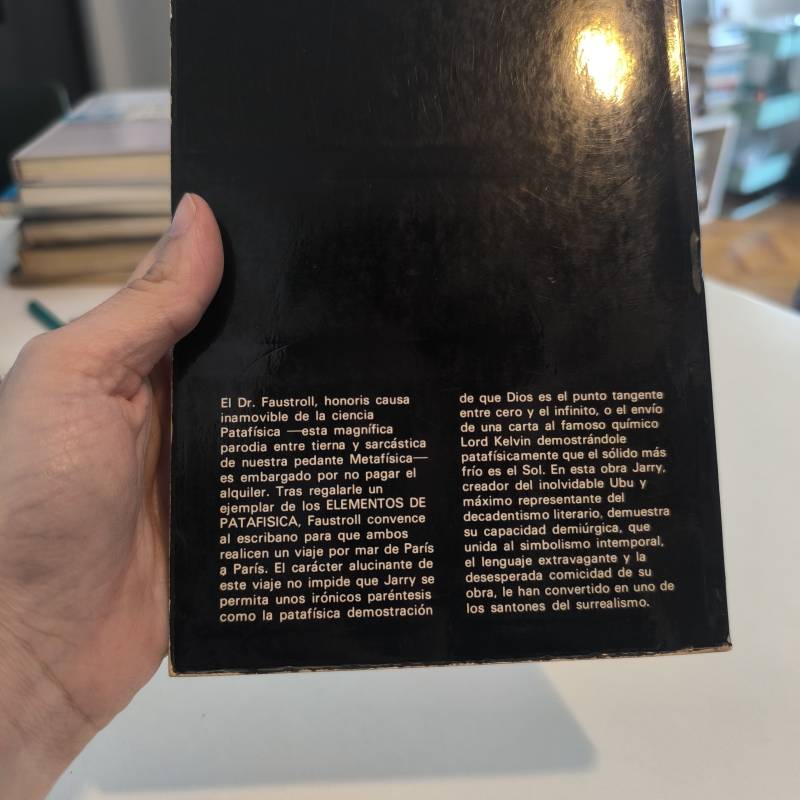 El Dr. Faustroll, honoris causa
inamovible de la ciencia
Patafísica —esta magnífica
parodia entre tierna y sarcástica
de nuestra pedante Metafísica—
es embargado por no pagar el
alquiler. Tras regalarle un
ejemplar de los ELEMENTOS DE
PATAFISICA, Faustroll convence
al escribano para que ambos
realicen un viaje por mar de París
a París. El carácter alucinante de
este viaje no impide que Jarry se
permita unos irónicos paréntesis
como la patafísica demostración
de que Dios es el punto tangente
entre cero y el infinito, o el envío
de una carta al famoso químico
Lord Kelvin demostrándole
patafísicamente que el sólido más
frío es el Sol. En esta obra Jarry,
creador del inolvidable Ubu y
máximo representante del
decadentismo literario, demuestra
su capacidad demiúrgica, que
unida al simbolismo intemporal,
el lenguaje extravagante y la
desesperada comicidad de su
obra, le han convertido en uno de
los santones del surrealismo.